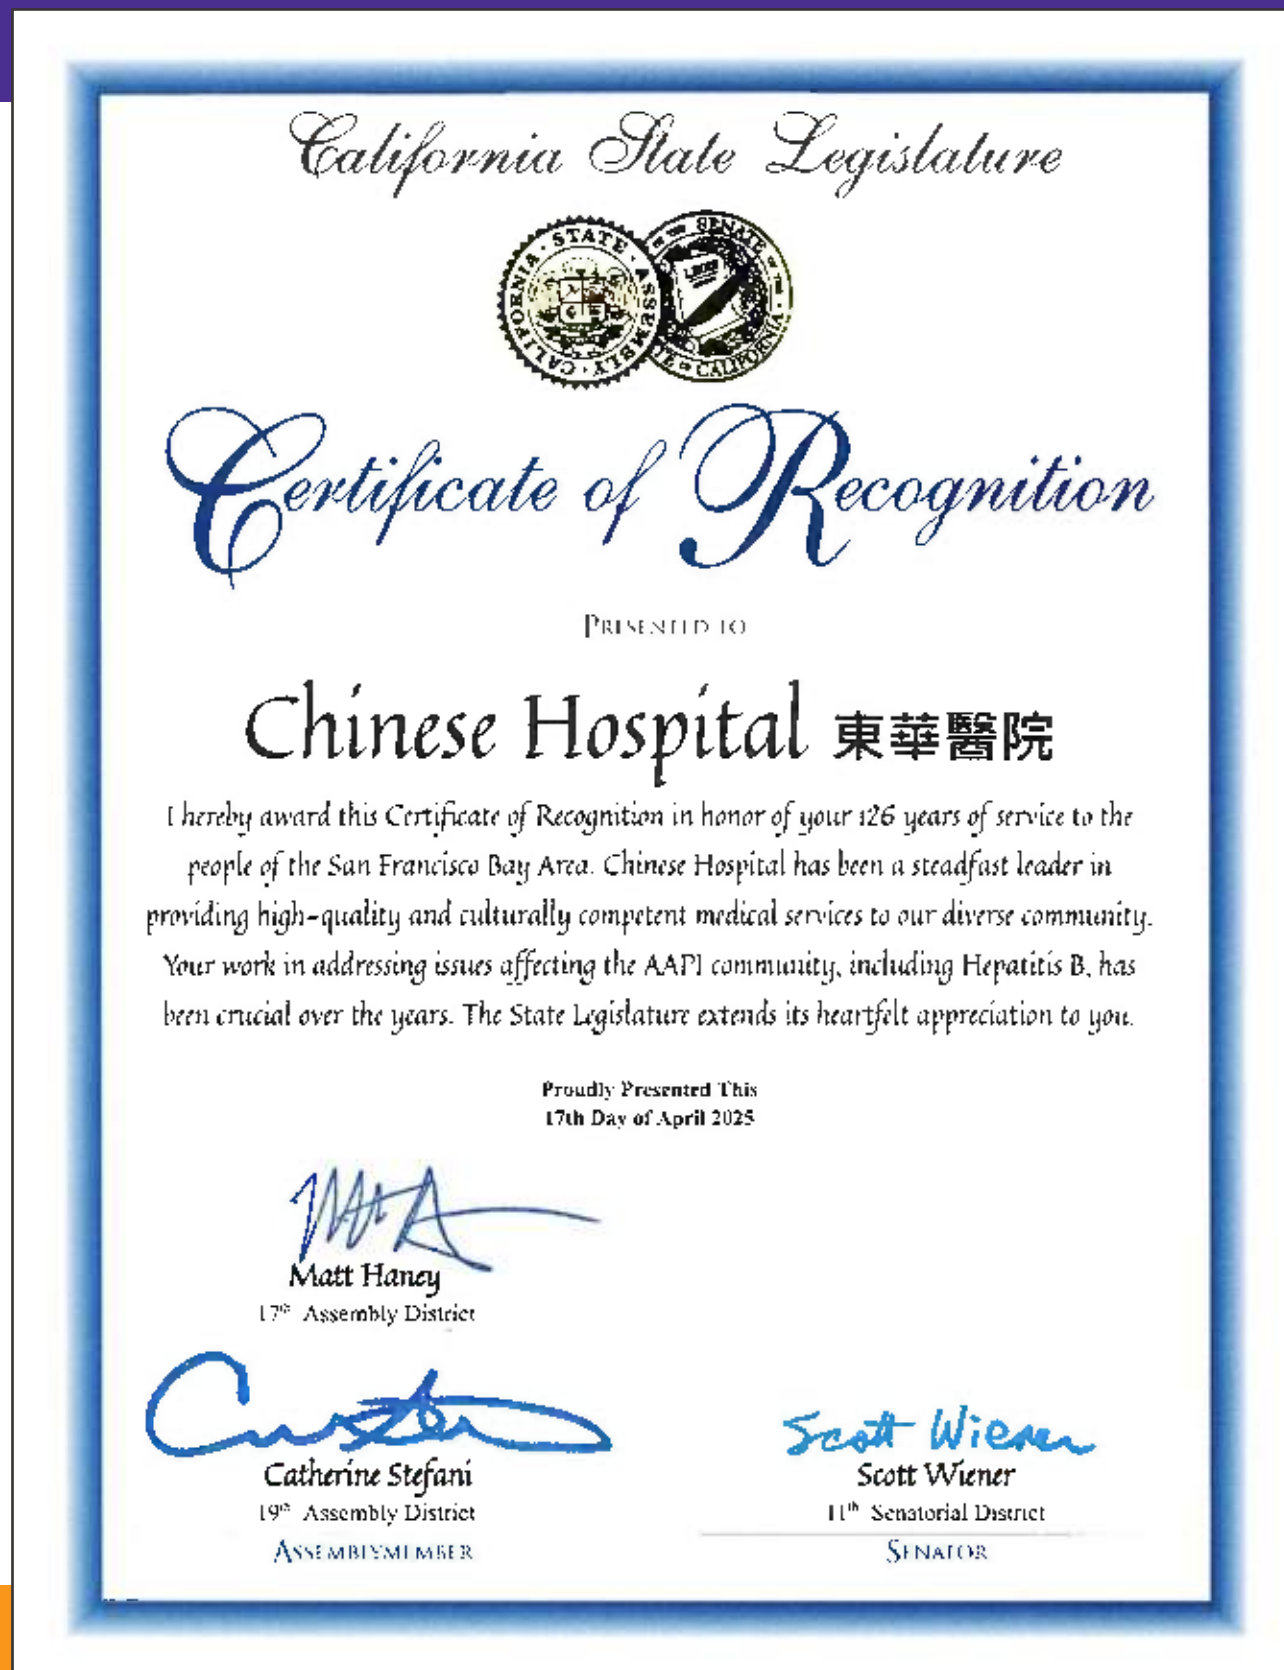 California State Legislature
CALIFORNIA · STATE · ASSEMBLY
SENATE
CALIFORNIA
Certificate of Recognition
PRESENTED TO
Chinese Hospital 東華醫院
I hereby award this Certificate of Recognition in honor of your 126 years of service to the
people of the San Francisco Bay Area. Chinese Hospital has been a steadfast leader in
providing high-quality and culturally competent medical services to our diverse community.
Your work in addressing issues affecting the AAPI community, including Hepatitis B, has
been crucial over the years. The State Legislature extends its heartfelt appreciation to you.
Proudly Presented This
17th Day of April 2025
Matt Haney
17th Assembly District
Catherine Stefani
19th Assembly District
ASSEMBLYMEMBER
Scott Wiener
Scott Wiener
11th Senatorial District
SENATOR